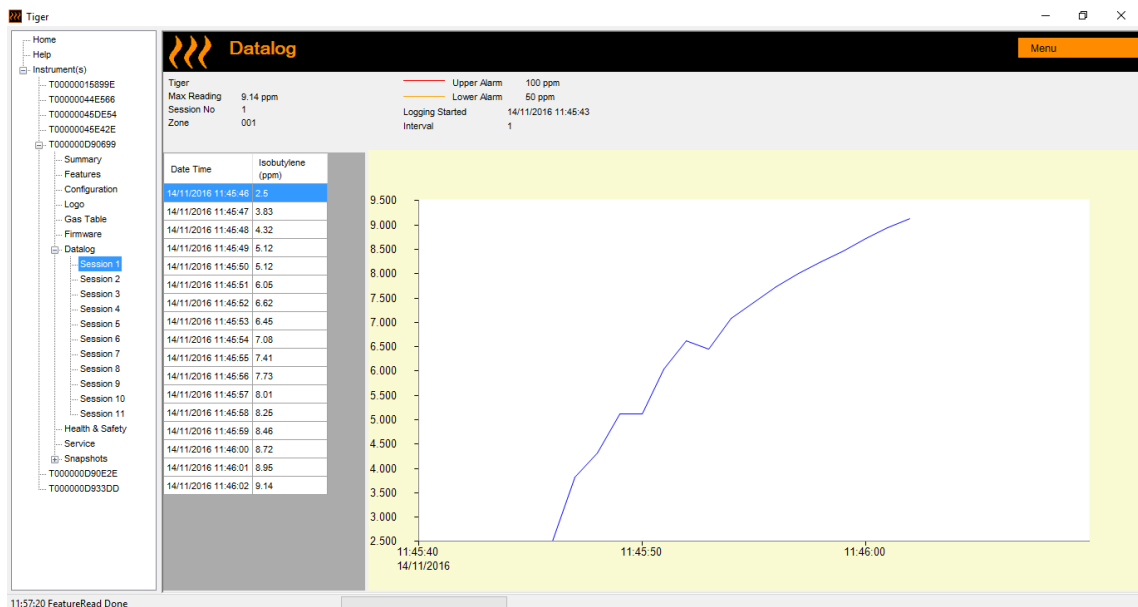 Tiger
Home
Help
Instrument(s)
T00000015899E
T00000044E566
T00000045DE54
T00000045E42E
T000000D90699
Summary
Features
Configuration
Logo
Gas Table
Firmware
Datalog
Session 1
Session 2
Session 3
Session 4
Session 5
Session 6
Session 7
Session 8
Session 9
Session 10
Session 11
Health & Safety
Service
Snapshots
T000000D90E2E
T000000D933DD
Datalog
Menu
Tiger
Max Reading 9.14 ppm
Session No 1
Zone 001
Upper Alarm 100 ppm
Lower Alarm 50 ppm
Logging Started 14/11/2016 11:45:43
Interval 1
Date Time Isobutylene (ppm)
14/11/2016 11:45:46 2.5
14/11/2016 11:45:47 3.83
14/11/2016 11:45:48 4.32
14/11/2016 11:45:49 5.12
14/11/2016 11:45:50 5.12
14/11/2016 11:45:51 6.05
14/11/2016 11:45:52 6.62
14/11/2016 11:45:53 6.45
14/11/2016 11:45:54 7.08
14/11/2016 11:45:55 7.41
14/11/2016 11:45:56 7.73
14/11/2016 11:45:57 8.01
14/11/2016 11:45:58 8.25
14/11/2016 11:45:59 8.46
14/11/2016 11:46:00 8.72
14/11/2016 11:46:01 8.95
14/11/2016 11:46:02 9.14
9.500
9.000
8.500
8.000
7.500
7.000
6.500
6.000
5.500
5.000
4.500
4.000
3.500
3.000
2.500
11:45:40 11:45:50 11:46:00
14/11/2016
11:57:20 FeatureRead Done